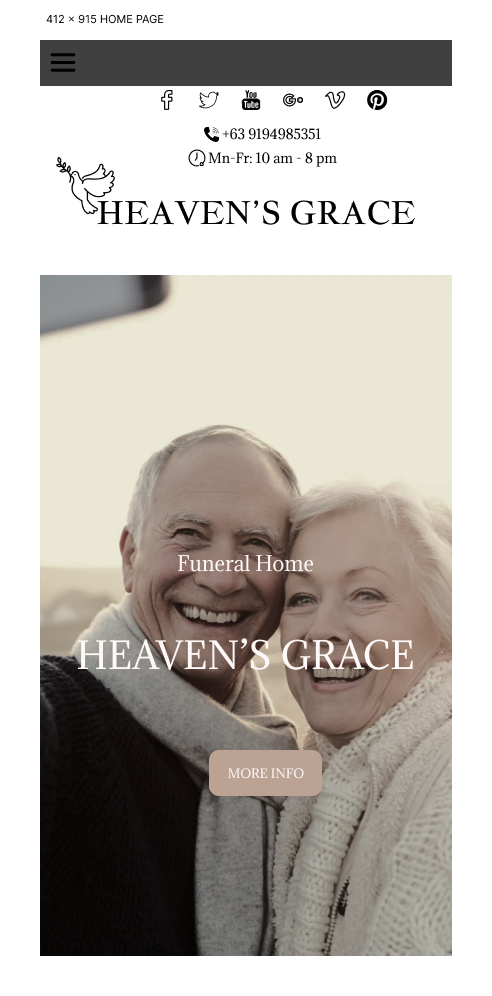 412 × 915 HOME PAGE
You
Tube
G+
+63 9194985351
Mn-Fr: 10 am - 8 pm
HEAVEN'S GRACE
Funeral Home
HEAVEN'S GRACE
MORE INFO